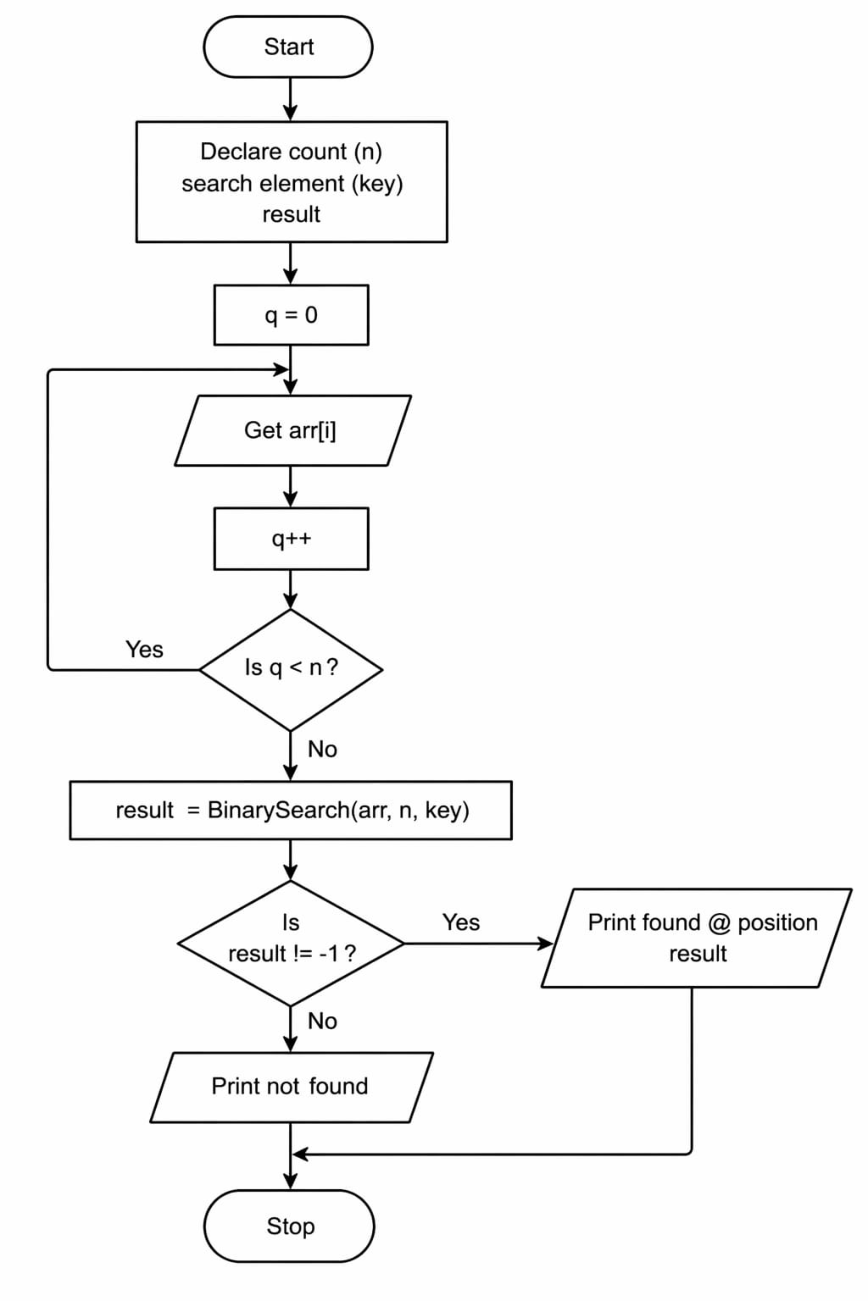 Start
Declare count (n)
search element (key)
result
q = 0
Get arr[i]
q++
Is q < n?
Yes
No
result = BinarySearch(arr, n, key)
Is
result != -1?
Yes
Print found @ position
result
No
Print not found
Stop